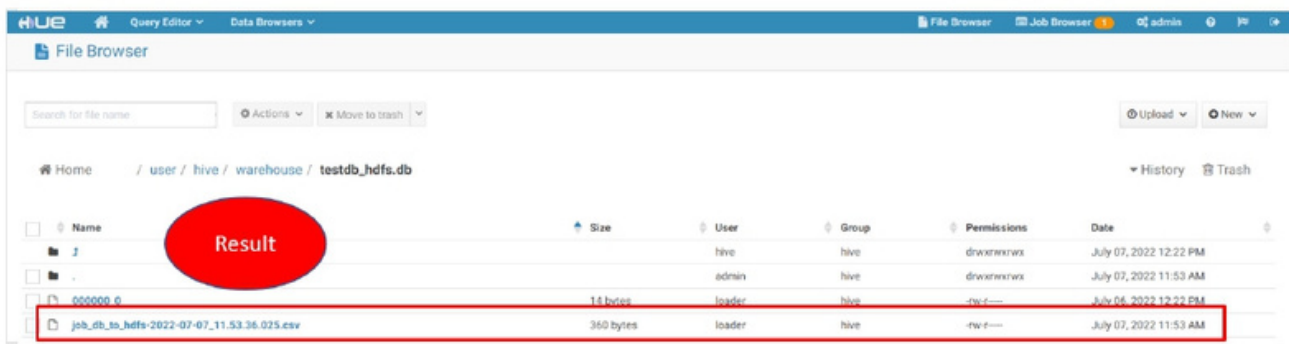 HUE Query Editor Data Browsers File Browser Job Browser 1 admin
File Browser
Search for file name Actions Move to trash Upload New
Home / user / hive / warehouse / testdb_hdfs.db History Trash
Name Size User Group Permissions Date
Result
hive hive drwxrwxrwx July 07, 2022 12:22 PM
. admin hive drwxrwxrwx July 07, 2022 11:53 AM
000000_0 14 bytes loader hive -rw-r----- July 06, 2022 12:22 PM
job_db_to_hdfs-2022-07-07_11.53.36.025.csv 360 bytes loader hive -rw-r----- July 07, 2022 11:53 AM